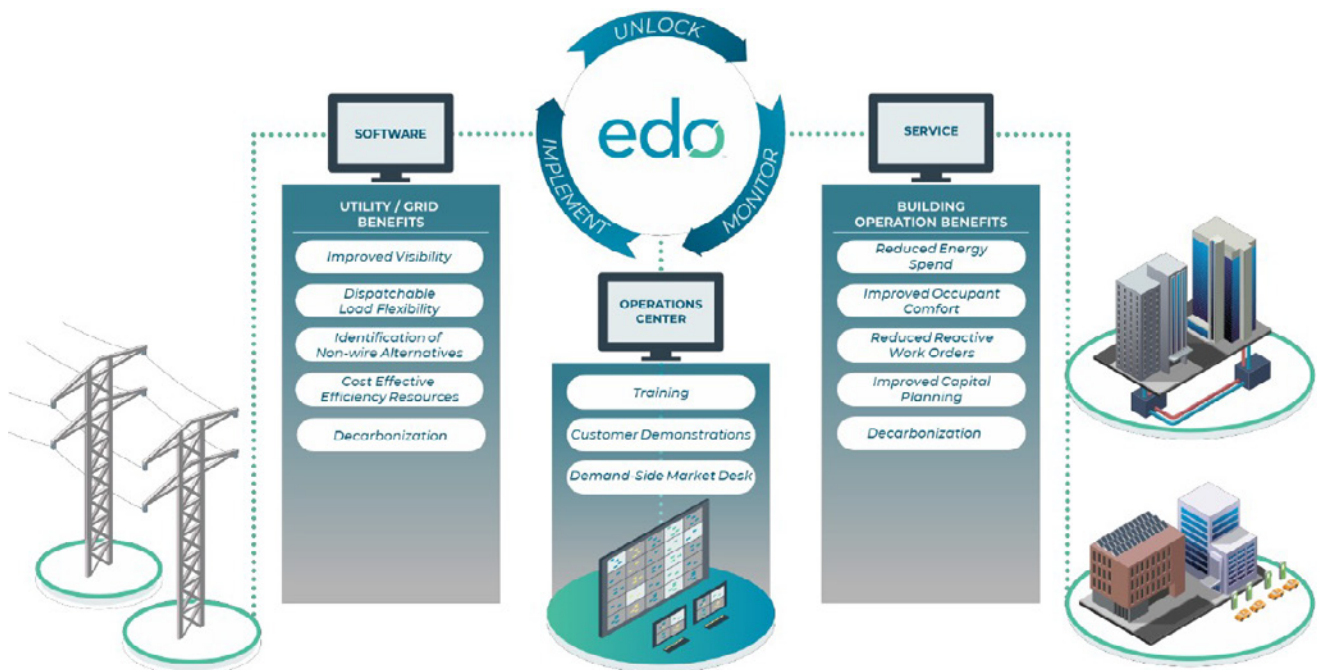 UNLOCK
edo
IMPLEMENT
MONITOR
SOFTWARE
UTILITY / GRID
BENEFITS
Improved Visibility
Dispatchable
Load Flexibility
Identification of
Non-wire Alternatives
Cost Effective
Efficiency Resources
Decarbonization
OPERATIONS
CENTER
Training
Customer Demonstrations
Demand-Side Market Desk
SERVICE
BUILDING
OPERATION BENEFITS
Reduced Energy
Spend
Improved Occupant
Comfort
Reduced Reactive
Work Orders
Improved Capital
Planning
Decarbonization